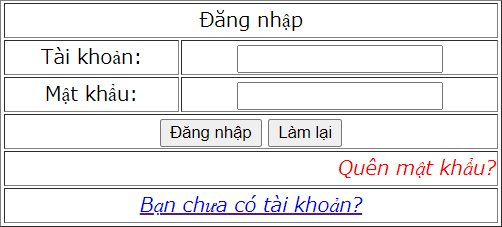 Đăng nhập
Tài khoản:
Mật khẩu:
Đăng nhập Làm lại
Quên mật khẩu?
Bạn chưa có tài khoản?